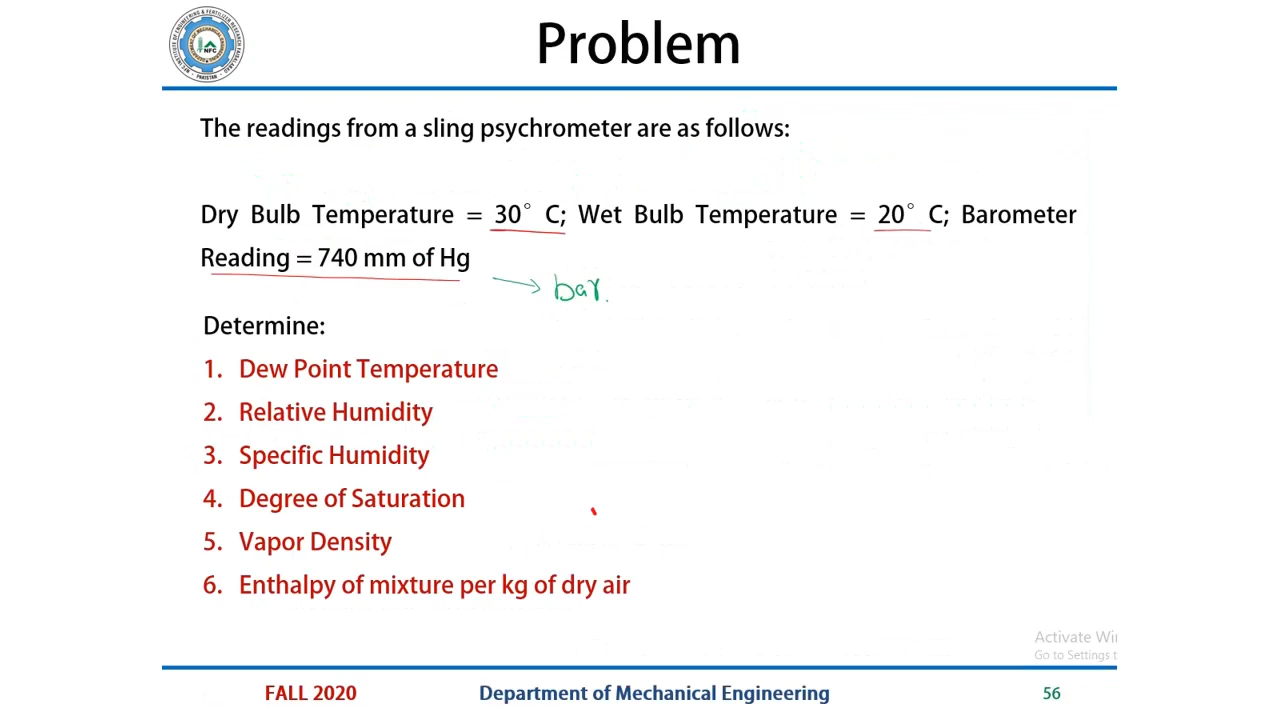 Problem
The readings from a sling psychrometer are as follows:
Dry Bulb Temperature = 30° C; Wet Bulb Temperature = 20° C; Barometer
Reading = 740 mm of Hg
bar.
Determine:
1. Dew Point Temperature
2. Relative Humidity
3. Specific Humidity
4. Degree of Saturation
5. Vapor Density
6. Enthalpy of mixture per kg of dry air
Activate Wi
Go to Settings t
FALL 2020 Department of Mechanical Engineering 56
NFC
PAKISTAN